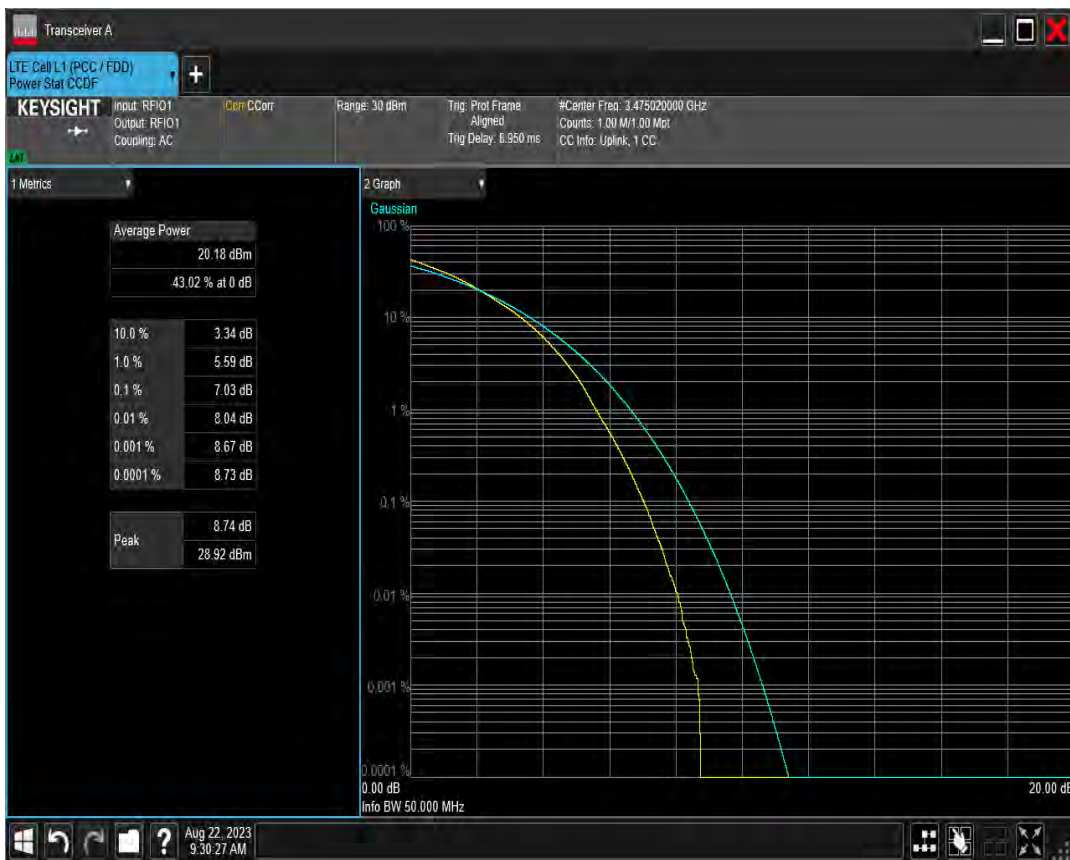 Transceiver A
LTE Cell L1 (PCC / FDD)
Power Stat CCDF
+
KEYSIGHT
Input: RFIO1
Output: RFIO1
Coupling: AC
Corr CCorr
Range: 30 dBm
Trig: Prot Frame
Aligned
Trig Delay: 8.950 ms
#Center Freq: 3.475020000 GHz
Counts: 1.00 M/1.00 Mpt
CC Info: Uplink, 1 CC
1 Metrics
Average Power
20.18 dBm
43.02 % at 0 dB
10.0 % 3.34 dB
1.0 % 5.59 dB
0.1 % 7.03 dB
0.01 % 8.04 dB
0.001 % 8.67 dB
0.0001 % 8.73 dB
Peak
8.74 dB
28.92 dBm
2 Graph
Gaussian
100 %
10 %
1 %
0.1 %
0.01 %
0.001 %
0.0001 %
0.00 dB
20.00 dB
Info BW 50.000 MHz
?
Aug 22, 2023
9:30:27 AM